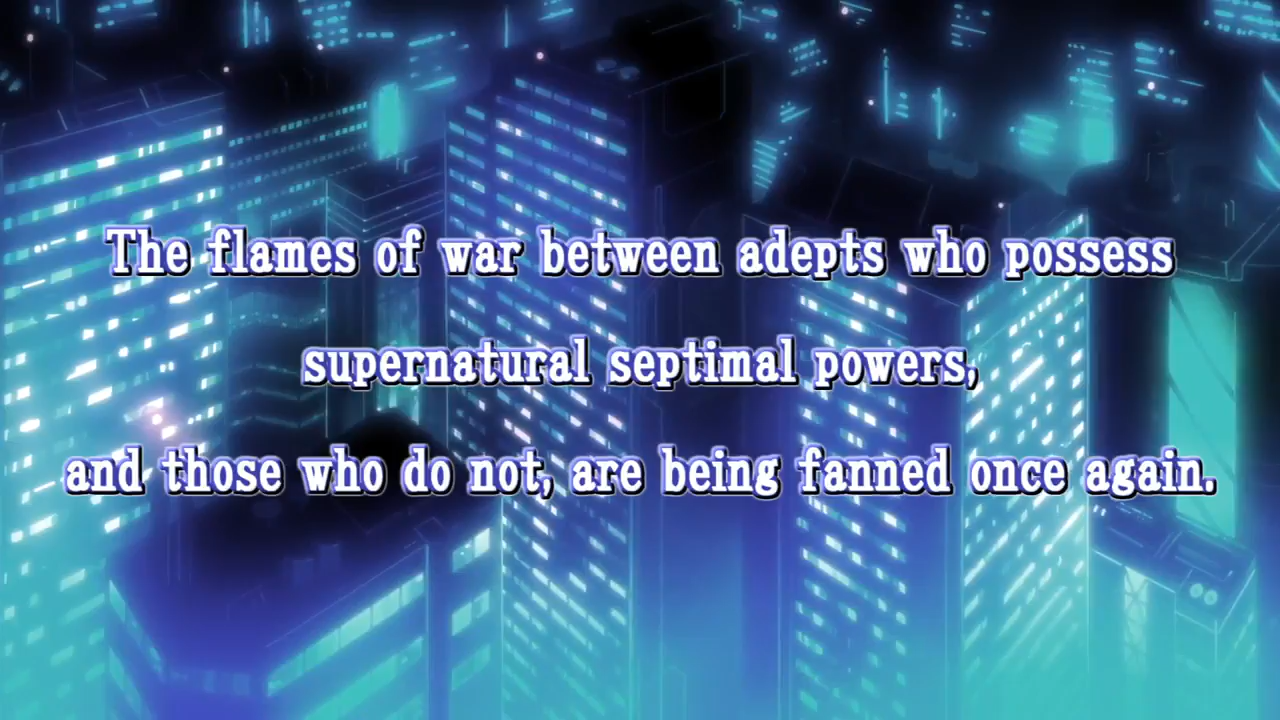 The flames of war between adepts who possess
supernatural septimal powers,
and those who do not, are being fanned once again.